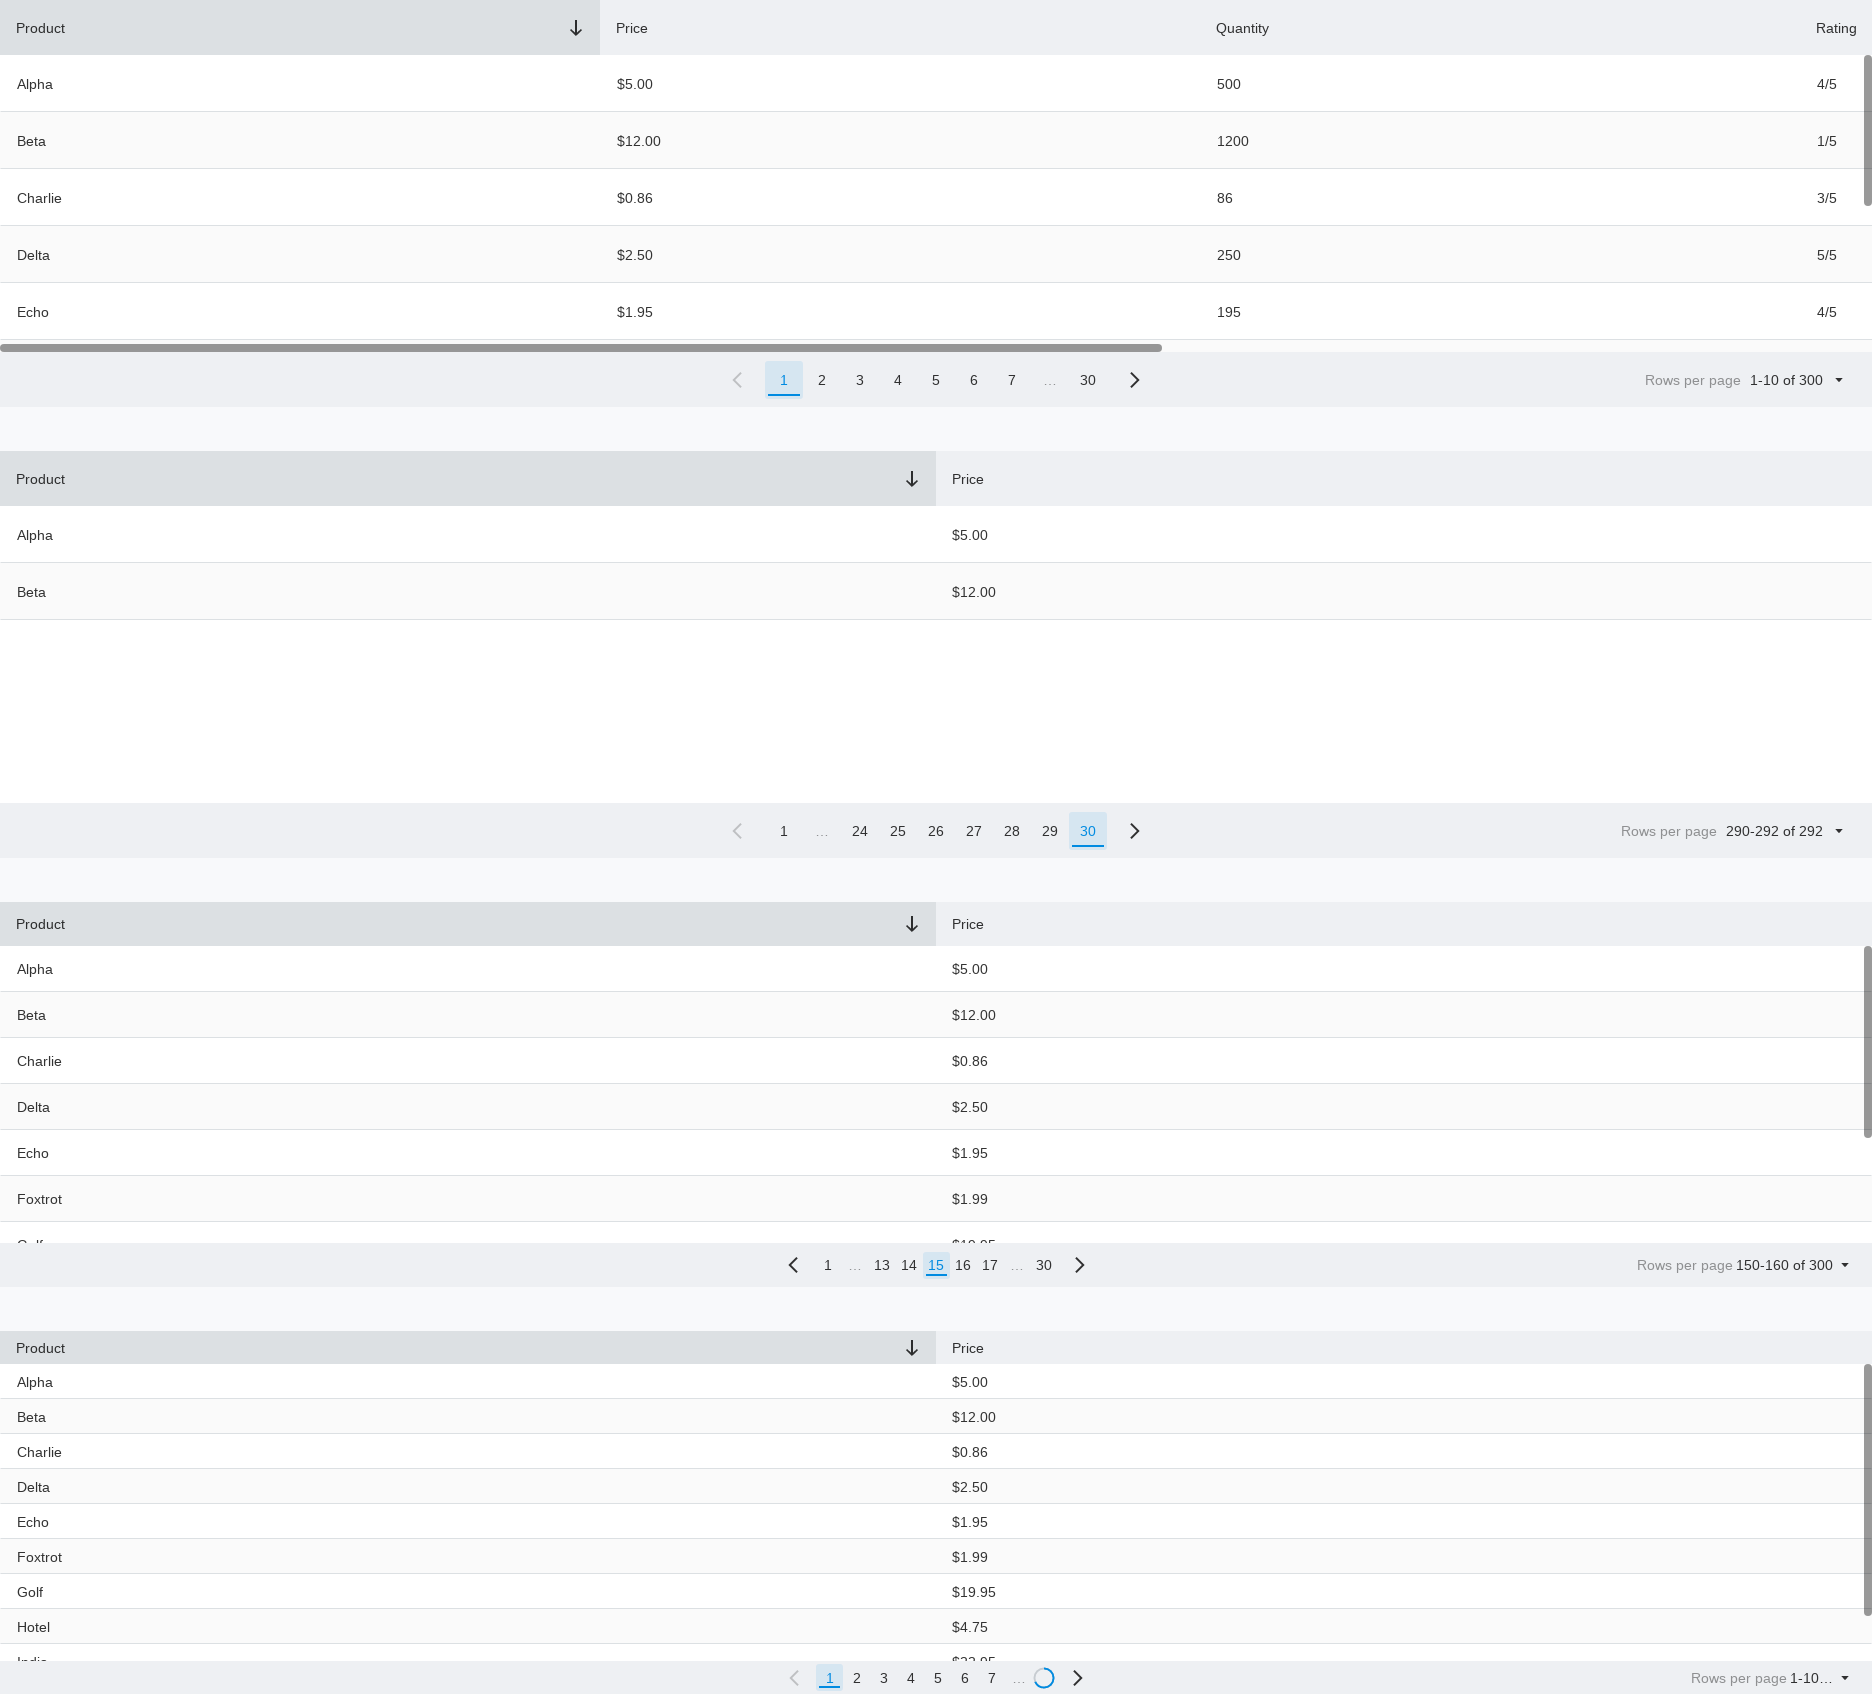 Product Price Quantity Rating
Alpha $5.00 500 4/5
Beta $12.00 1200 1/5
Charlie $0.86 86 3/5
Delta $2.50 250 5/5
Echo $1.95 195 4/5
1 2 3 4 5 6 7 ... 30 Rows per page 1-10 of 300
Product Price
Alpha $5.00
Beta $12.00
1 ... 24 25 26 27 28 29 30 Rows per page 290-292 of 292
Product Price
Alpha $5.00
Beta $12.00
Charlie $0.86
Delta $2.50
Echo $1.95
Foxtrot $1.99
1 ... 13 14 15 16 17 ... 30 Rows per page 150-160 of 300
Product Price
Alpha $5.00
Beta $12.00
Charlie $0.86
Delta $2.50
Echo $1.95
Foxtrot $1.99
Golf $19.95
Hotel $4.75
1 2 3 4 5 6 7 ... Rows per page 1-10...